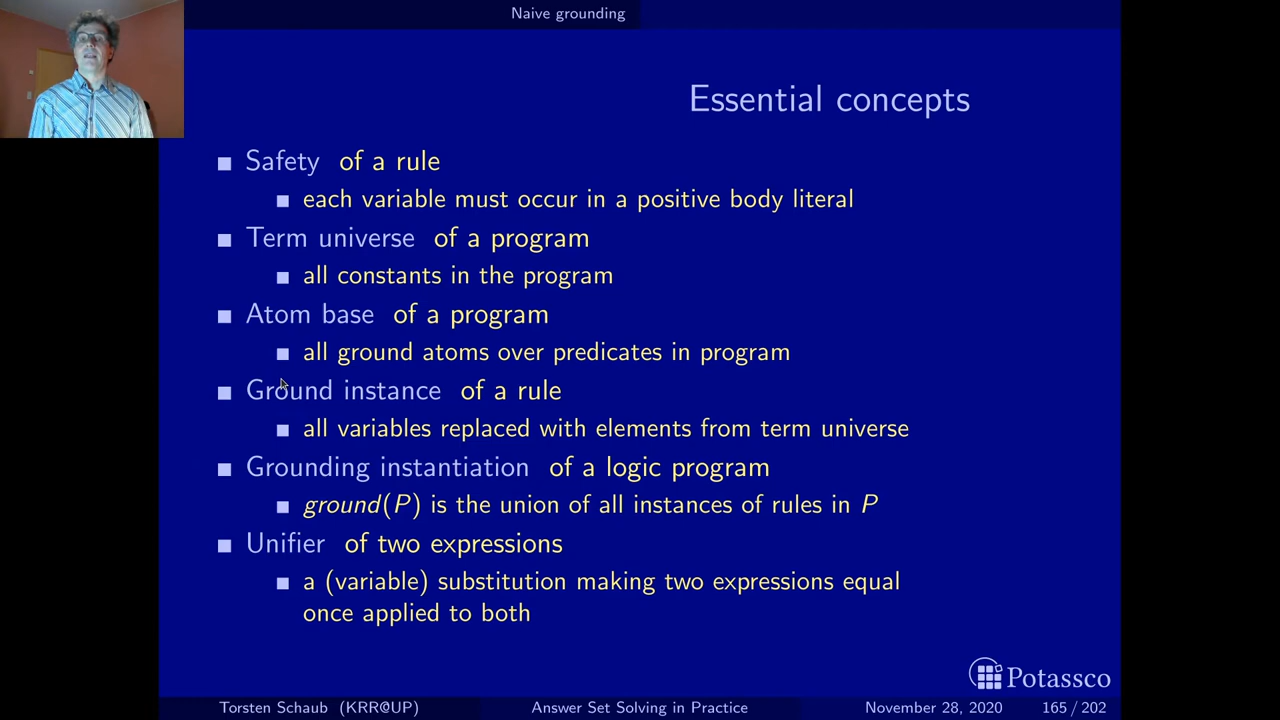 Naive grounding
Essential concepts
Safety of a rule
each variable must occur in a positive body literal
Term universe of a program
all constants in the program
Atom base of a program
all ground atoms over predicates in program
Ground instance of a rule
all variables replaced with elements from term universe
Grounding instantiation of a logic program
ground(P) is the union of all instances of rules in P
Unifier of two expressions
a (variable) substitution making two expressions equal
once applied to both
Potassco
Torsten Schaub (KRR@UP) Answer Set Solving in Practice November 28, 2020 165 / 202